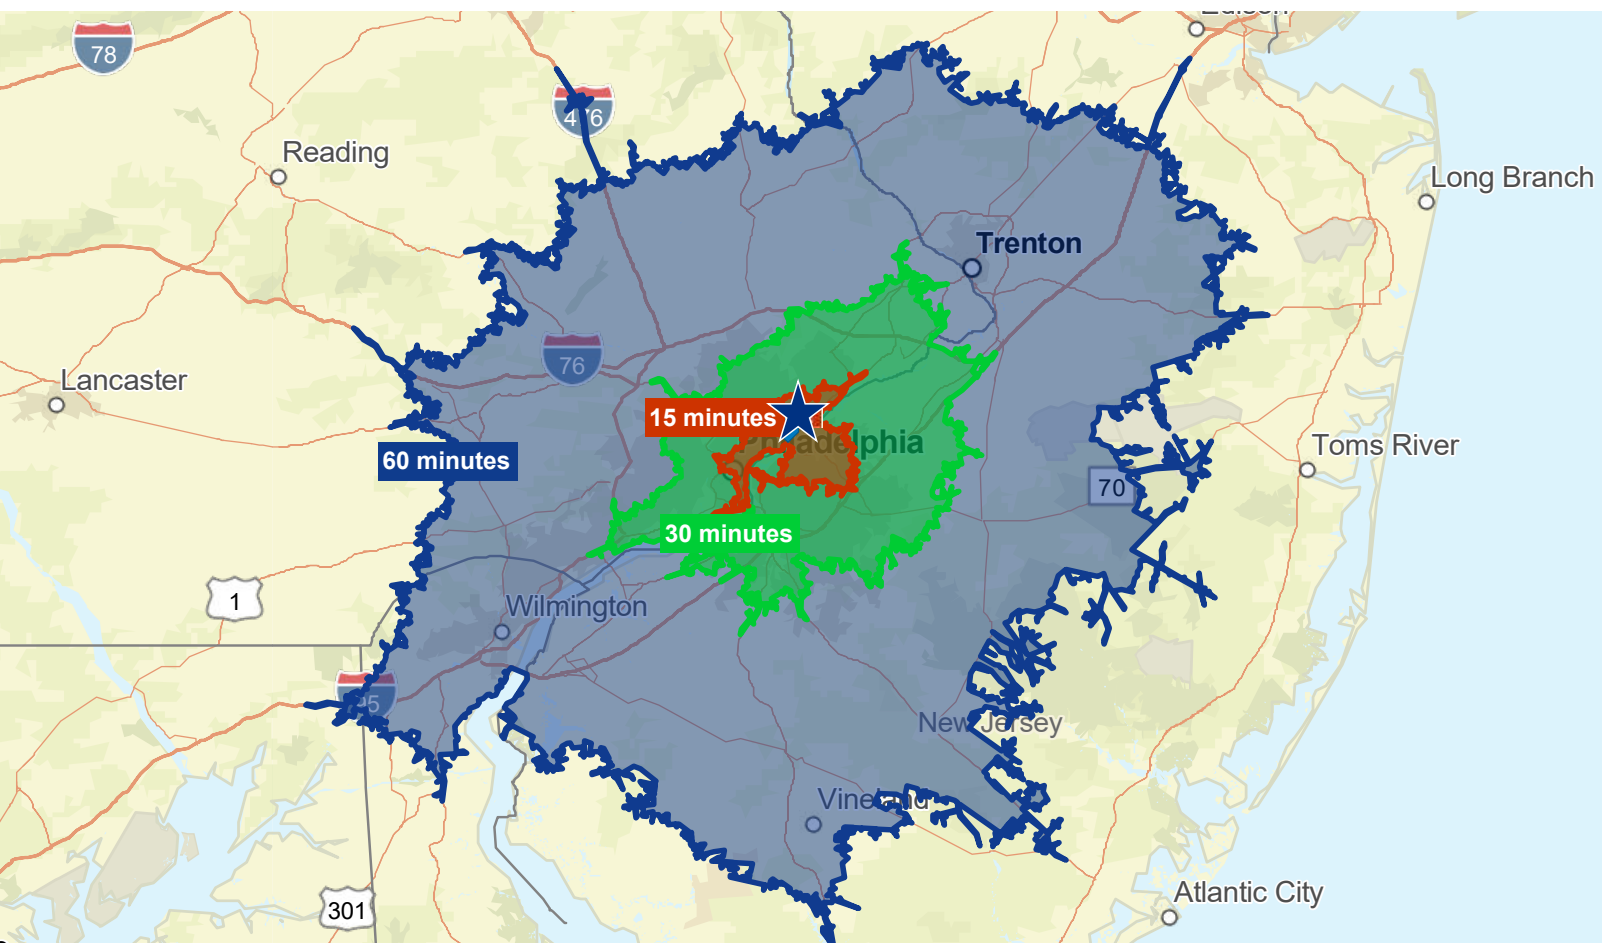 Edison
78
476
Reading
Long Branch
Trenton
76
Lancaster
15 minutes
Philadelphia
60 minutes
Toms River
70
30 minutes
1
Wilmington
95
New Jersey
Vineland
301
Atlantic City